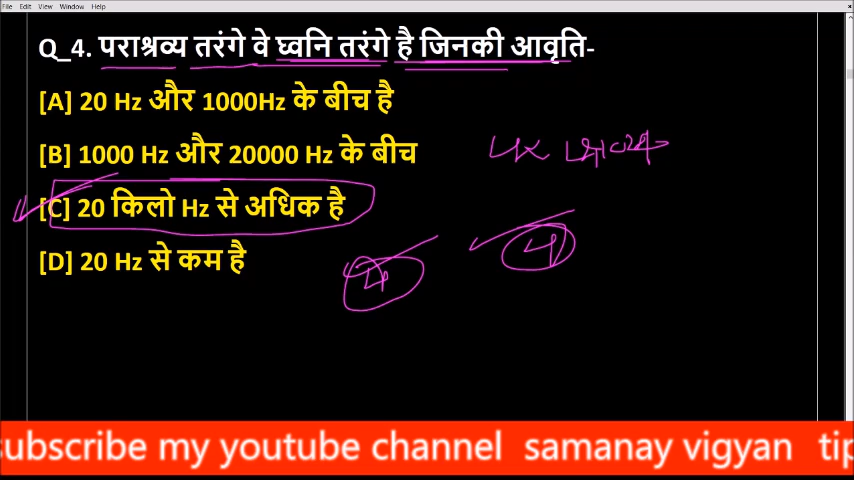 File Edit View Window Help
Q_4. पराश्रव्य तरंगे वे घ्वनि तरंगे है जिनकी आवृति-
[A] 20 Hz और 1000Hz के बीच है
[B] 1000 Hz और 20000 Hz के बीच
[C] 20 किलो Hz से अधिक है
[D] 20 Hz से कम है
subscribe my youtube channel samanay vigyan tip